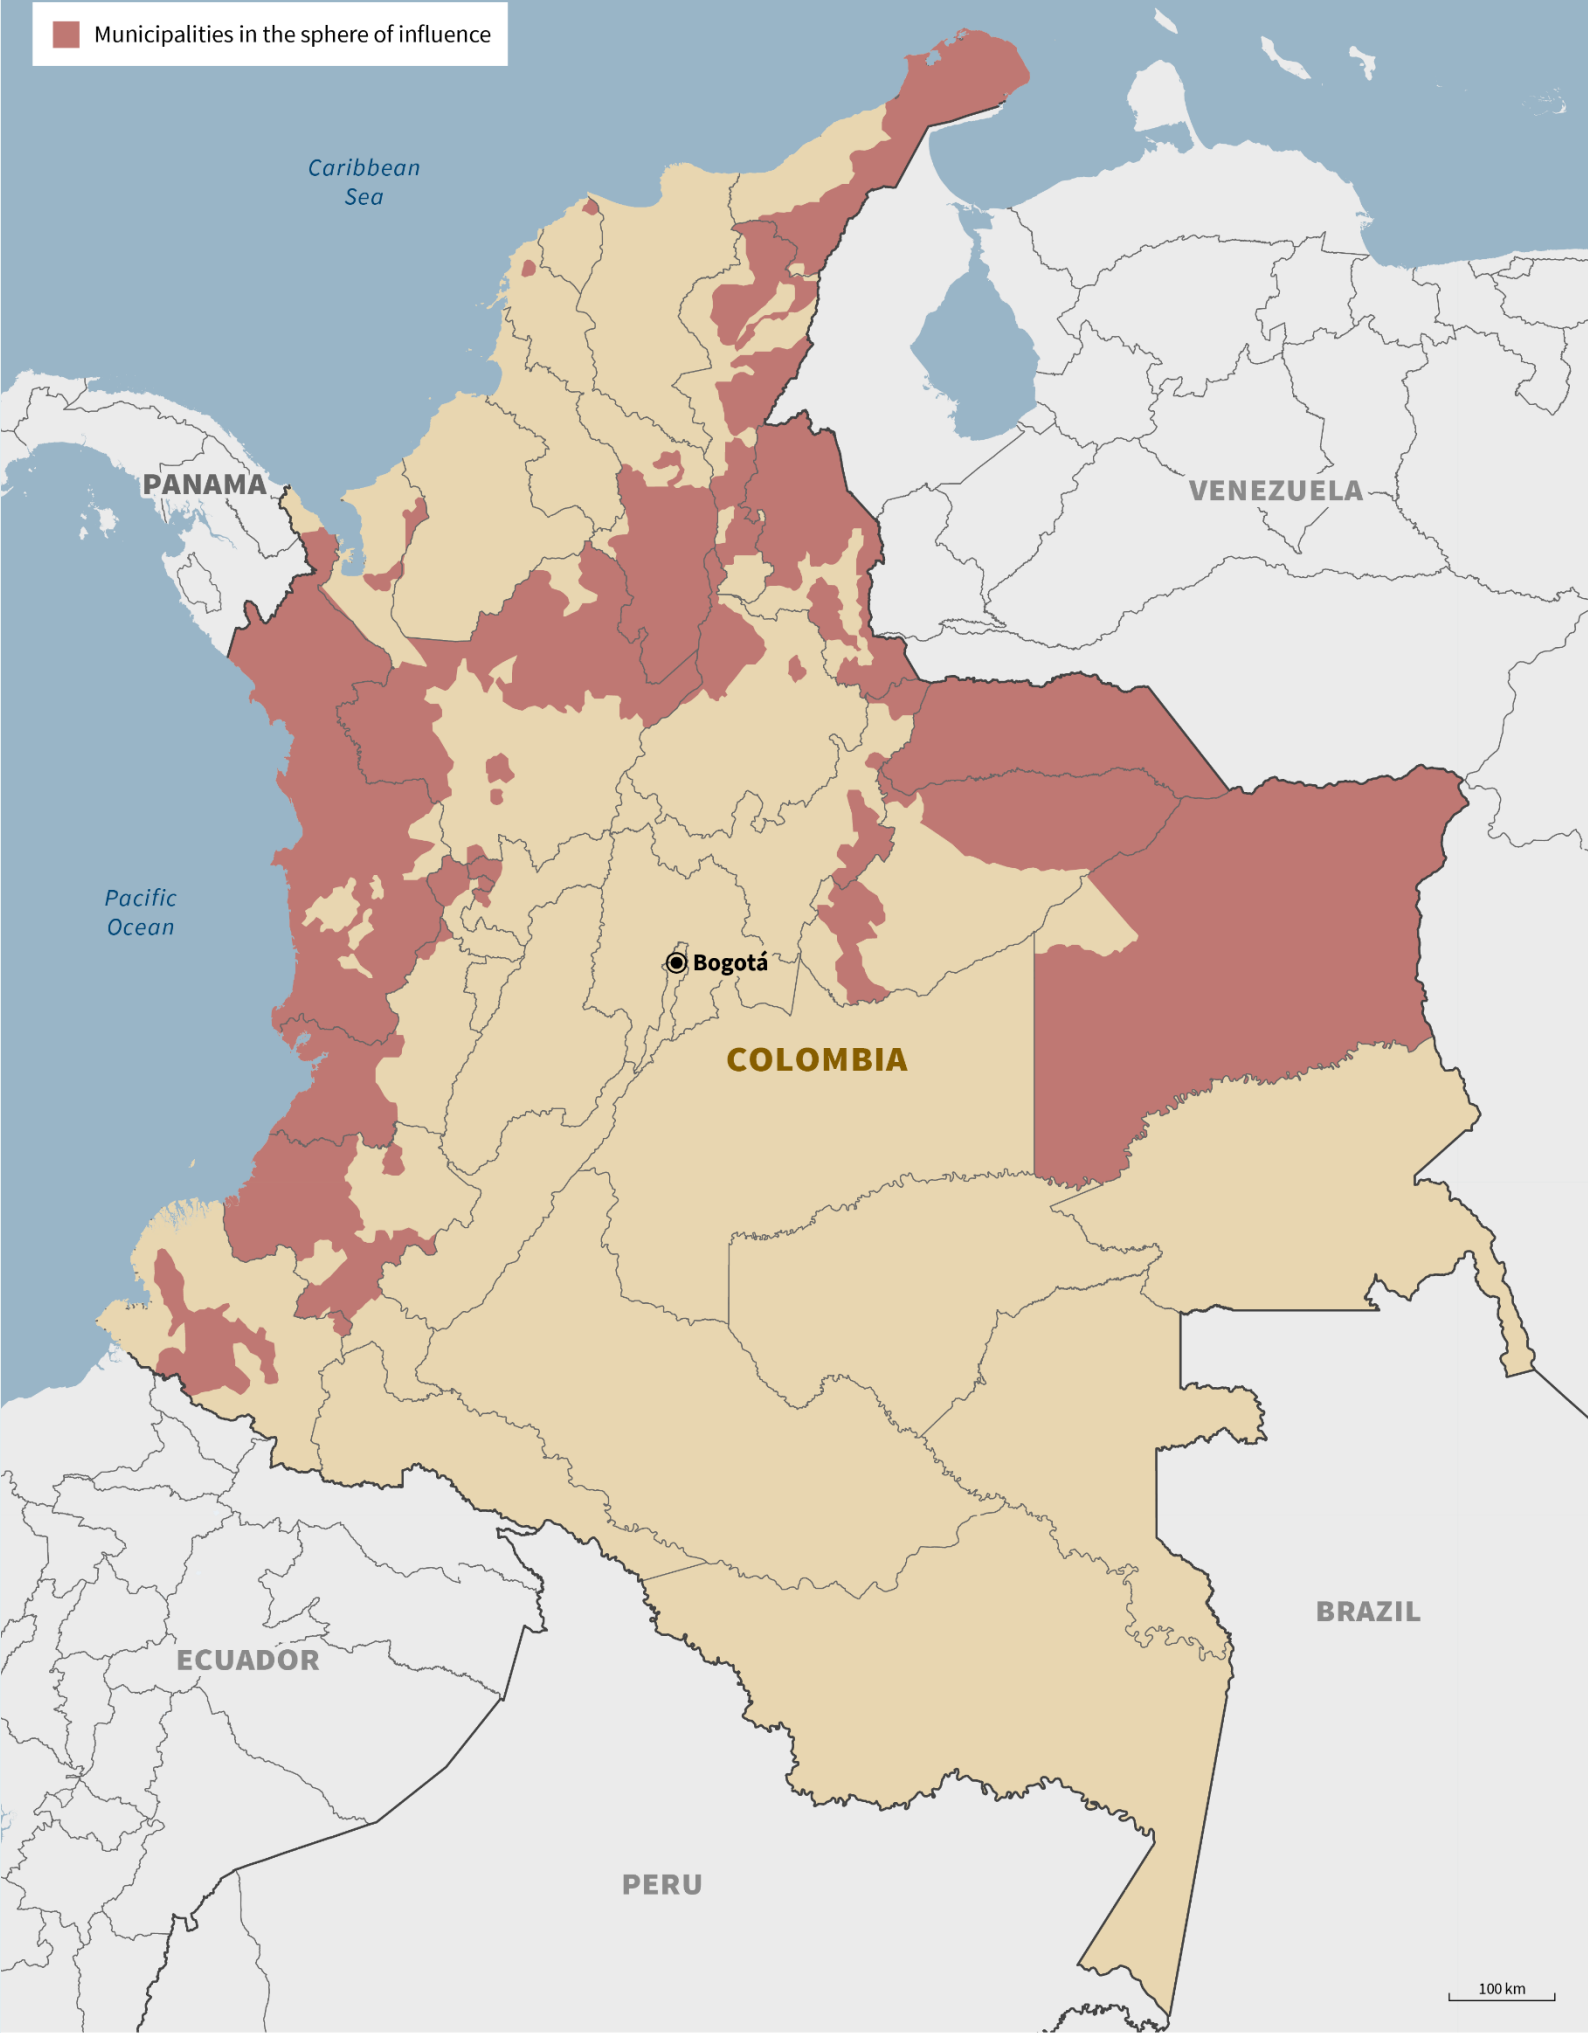 Municipalities in the sphere of influence
Caribbean
Sea
PANAMA
VENEZUELA
Pacific
Ocean
Bogotá
COLOMBIA
BRAZIL
ECUADOR
PERU
100 km